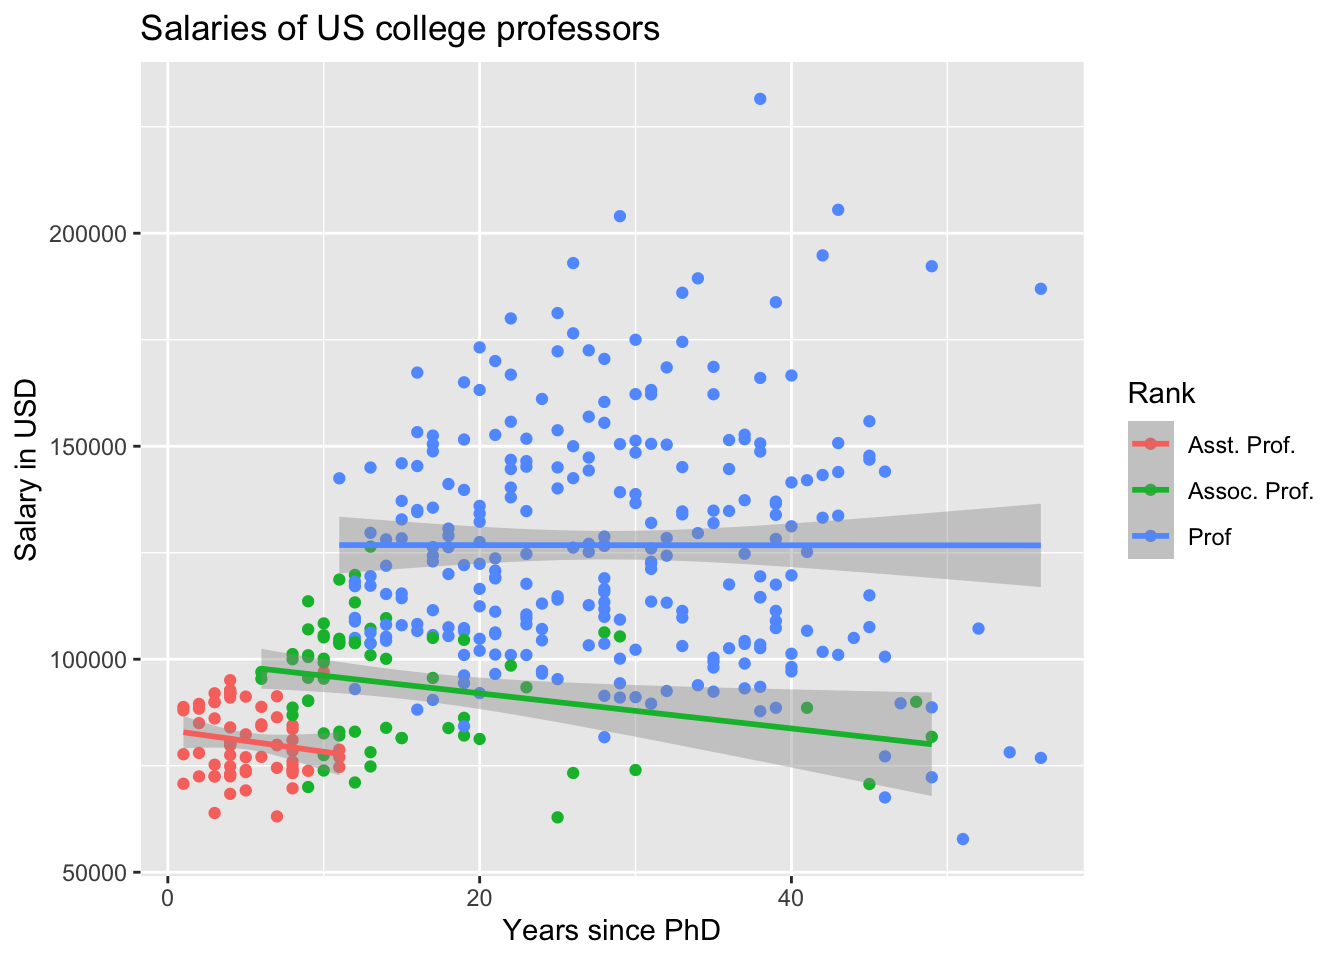 Salaries of US college professors
Salary in USD
200000
150000
100000
50000
0
20
40
Years since PhD
Rank
Asst. Prof.
Assoc. Prof.
Prof